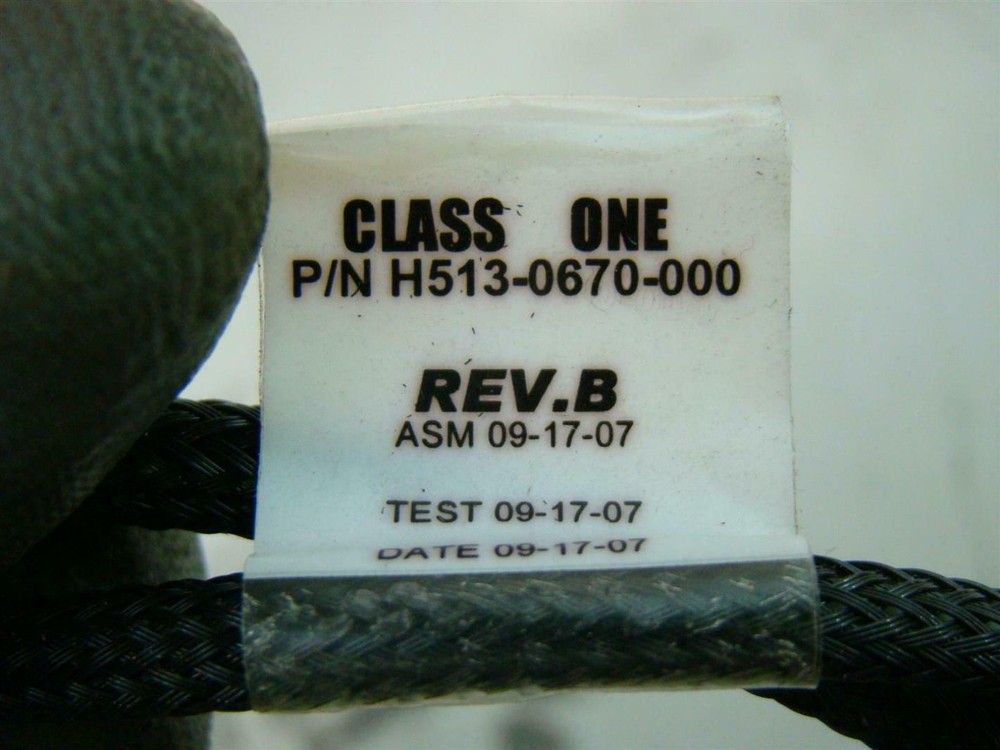 CLASS ONE
P/N H513-0670-000
REV.B
ASM 09-17-07
TEST 09-17-07
DATE 09-17-07